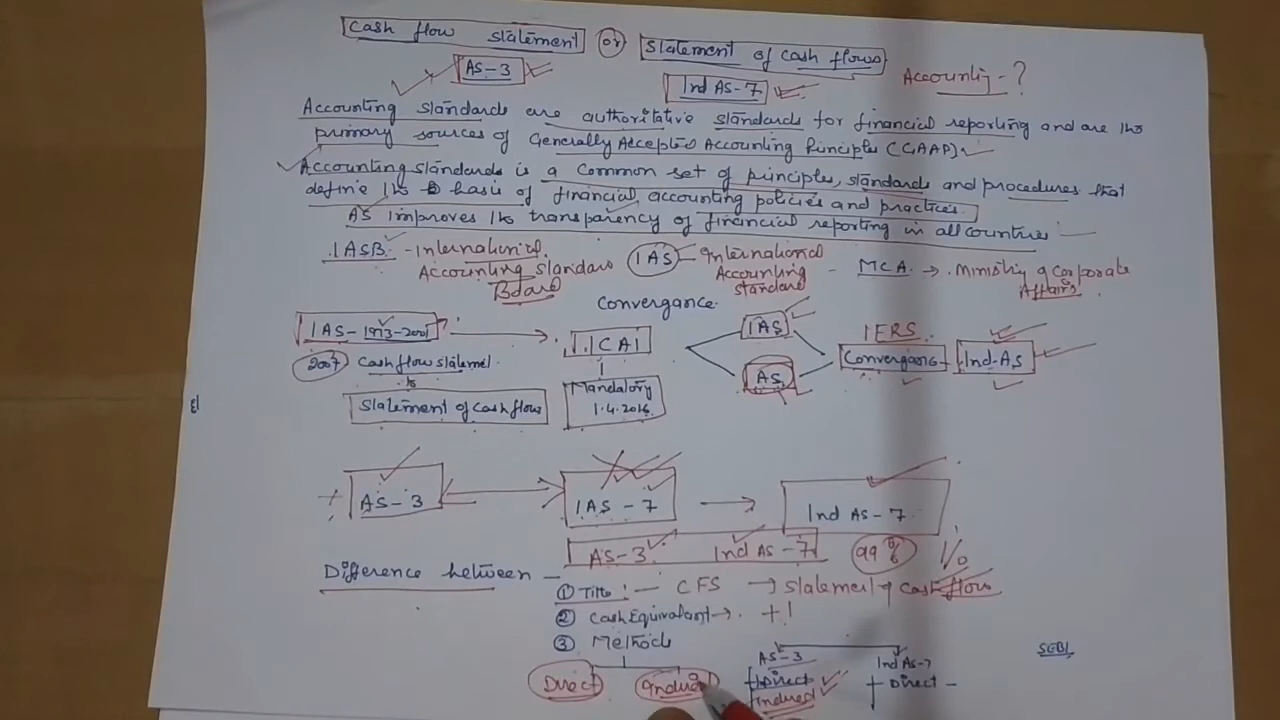 Cash flow statement or Statement of cash flows
AS-3 Ind AS-7 Accounting - ?
Accounting standards are authoritative standards for financial reporting and are the
primary sources of Generally Accepted Accounting Principles (GAAP).
Accounting standards is a common set of principles, standards and procedures that
define the basis of financial accounting policies and practices.
AS improves the transparency of financial reporting in all countries
IASB - International IAS - International
Accounting Standard Accounting - MCA → Ministry of Corporate
Board Standard Affairs
Convergance
IAS - 1973-2001 → ICAI IAS IFRS
2007 Cash flow statement Convergans - Ind-AS
to Mandatory AS
Statement of cash flow 1.4.2016
AS-3 IAS-7 → Ind AS-7
AS-3 Ind AS-7 99%
Difference between - ① Title :- CFS → Statement of cash flow
② Cash Equivalant →
③ Methods
AS-3 Ind AS-7 SEBI
Direct Indirect Direct Direct -
Indirect